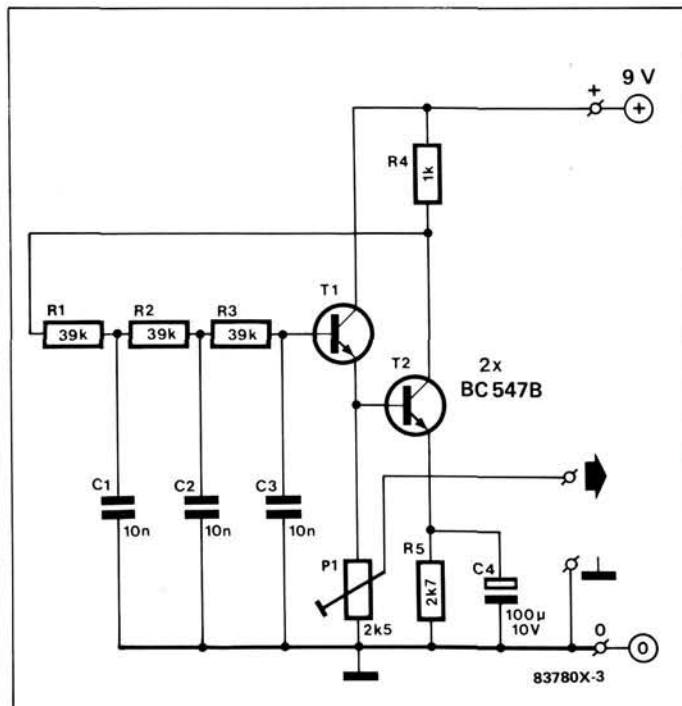 9 V
+
+
R4
1k
T1
R1
R2
R3
39k
39k
39k
T2
2x
BC547B
C1
C2
C3
10n
10n
10n
P1
2k5
R5
2k7
C4
100µ
10V
0
0
83780X-3